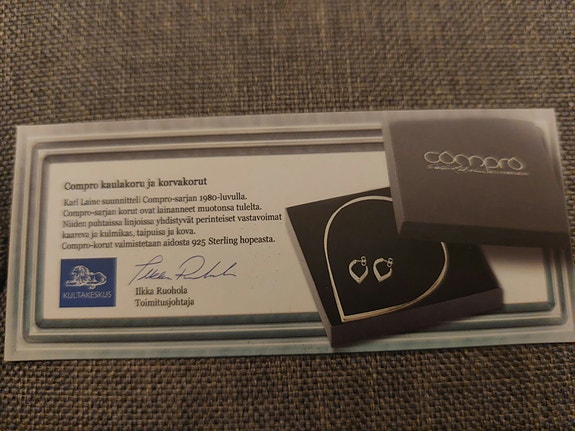 Compro kaulakoru ja korvakorut
Kari Laine suunnitteli Compro-sarjan 1980-luvulla.
Compro-sarjan korut ovat lainanneet muotonsa tulelta.
Niiden puhtaissa linjoissa yhdistyvät perinteiset vastavoimat
kaareva ja kulmikas, taipuisa ja kova.
Compro-korut valmistetaan aidosta 925 Sterling hopeasta.
Ilkka Ruohola
Toimitusjohtaja
KULTAKESKUS
compro